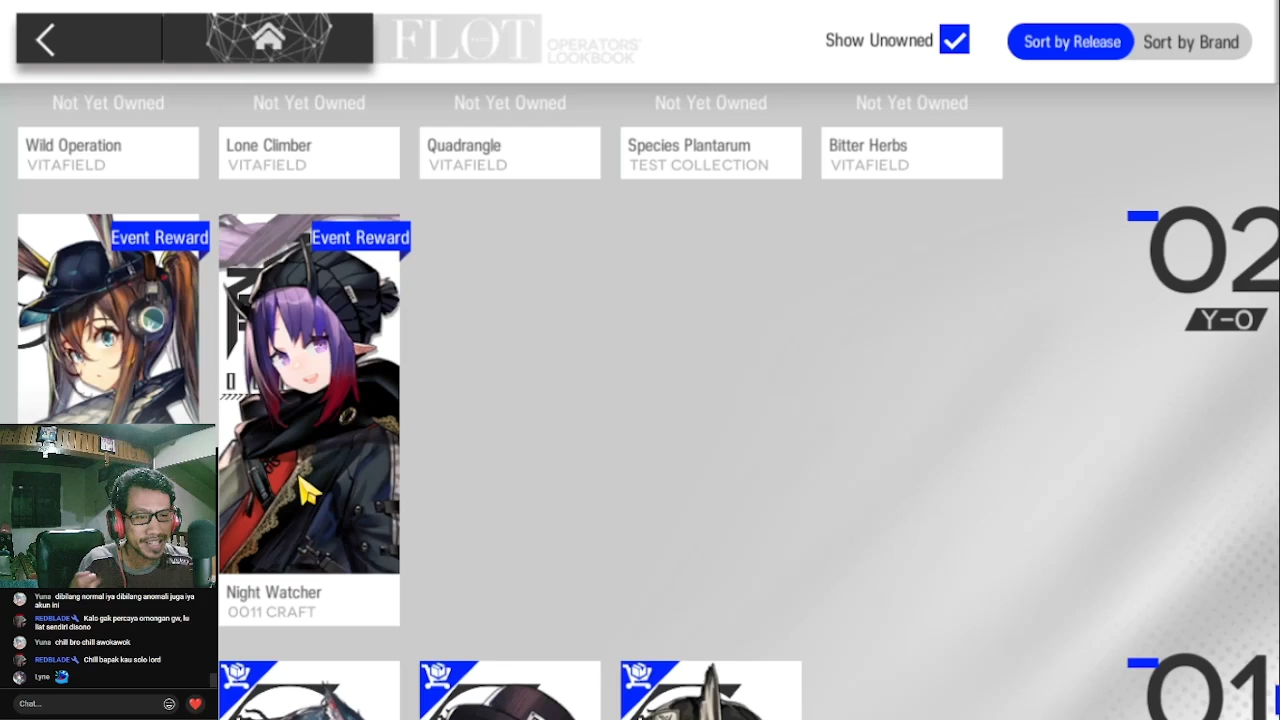 FLOT
OPERATORS'
LOOKBOOK
Show Unowned
Sort by Release
Sort by Brand
Not Yet Owned
Not Yet Owned
Not Yet Owned
Not Yet Owned
Not Yet Owned
Wild Operation
VITAFIELD
Lone Climber
VITAFIELD
Quadrangle
VITAFIELD
Species Plantarum
TEST COLLECTION
Bitter Herbs
VITAFIELD
Event Reward
Event Reward
02
Y-O
Night Watcher
0011 CRAFT
Yuna dibilang normal iya dibilang anomali juga iya
akun ini
REDBLADE Kalo gak percaya omongan gw, lu
liat sendiri disono
Yuna chill bro chill awokawok
REDBLADE Chill bapak kau solo lord
Lyne
Chat...
01